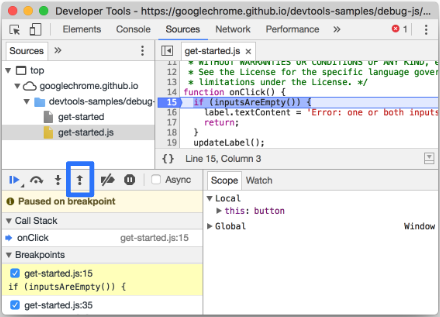 Developer Tools - https://googlechrome.github.io/devtools-samples/debug-js/
Elements Console Sources Timeline » 1
Sources »
get-started.js ×
top
googlechrome.github.io
devtools-samples/debug-
get-started
get-started.js
11 * WITHOUT WARRANTIES OR CONDITIONS OF ANY KIND, e
12 * See the License for the specific language gover
13 * limitations under the License. */
14 function onClick() {
15 if (inputsAreEmpty()) {
16 label.textContent = 'Error: one or both inputs
17 return;
18 }
19 updateLabel();
{} Line 15, Column 3
Async
Paused on breakpoint
Call Stack
onClick get-started.js:15
Breakpoints
get-started.js:15
if (inputsAreEmpty()) {
get-started.js:35
Scope Watch
Local
this: button
Global Window